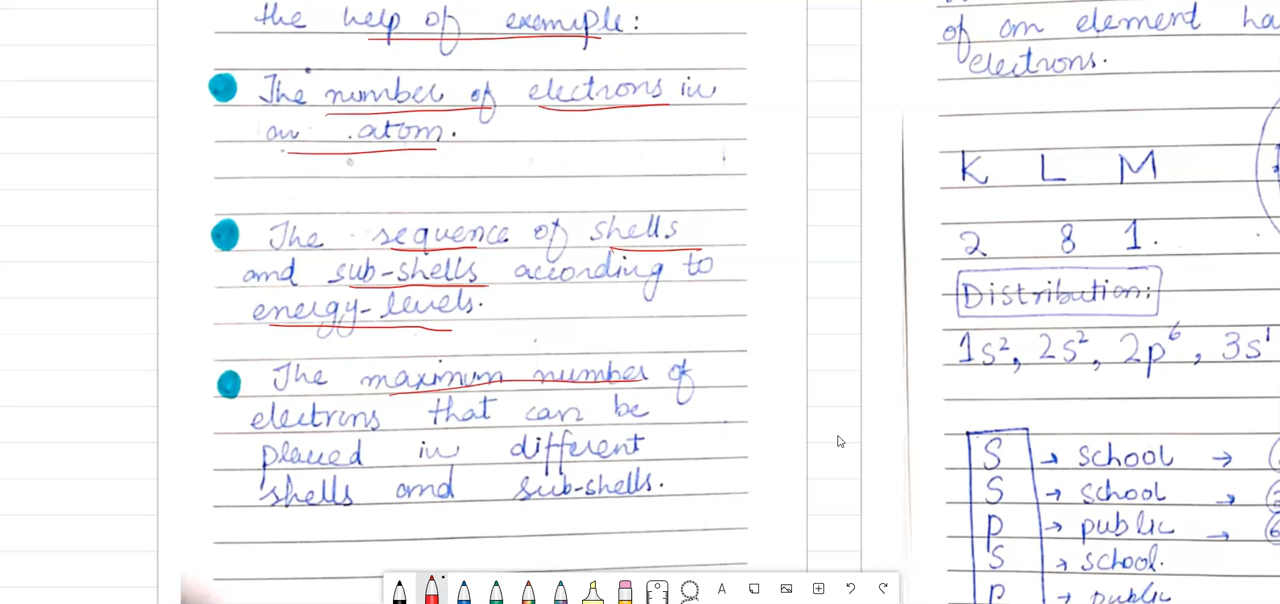 the help of example:
The number of electrons in
an atom.
The sequence of shells
and sub-shells according to
energy-levels.
The maximum number of
electrons that can be
placed in different
shells and sub-shells.
of an element ha
electrons.
K L M
2 8 1.
Distribution:
1s², 2s², 2p⁶, 3s¹
S → school →
S → school →
P → public →
S → school.
P → public
A